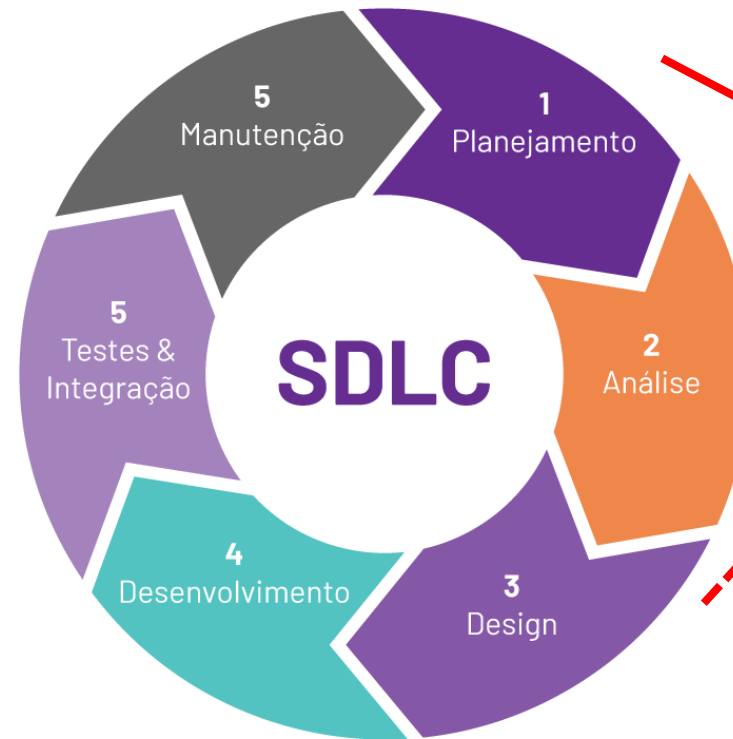 1
Planejamento
2
Análise
3
Design
4
Desenvolvimento
5
Testes &
Integração
5
Manutenção
SDLC